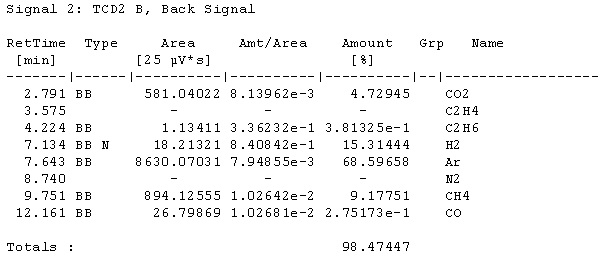 Signal 2: TCD2 B, Back Signal
RetTime  Type     Area     Amt/Area    Amount   Grp   Name
 [min]         [25 µV*s]                [%]
-------|------|----------|----------|----------|--|------------------
  2.791 BB      581.04022 8.13962e-3    4.72945    CO2
  3.575            -          -          -         C2H4
  4.224 BB        1.13411 3.36232e-1 3.81325e-1    C2H6
  7.134 BB N     18.21321 8.40842e-1   15.31444    H2
  7.643 BB     8630.07031 7.94855e-3   68.59658    Ar
  8.740            -          -          -         N2
  9.751 BB      894.12555 1.02642e-2    9.17751    CH4
 12.161 BB       26.79869 1.02681e-2 2.75173e-1    CO
Totals :                               98.47447